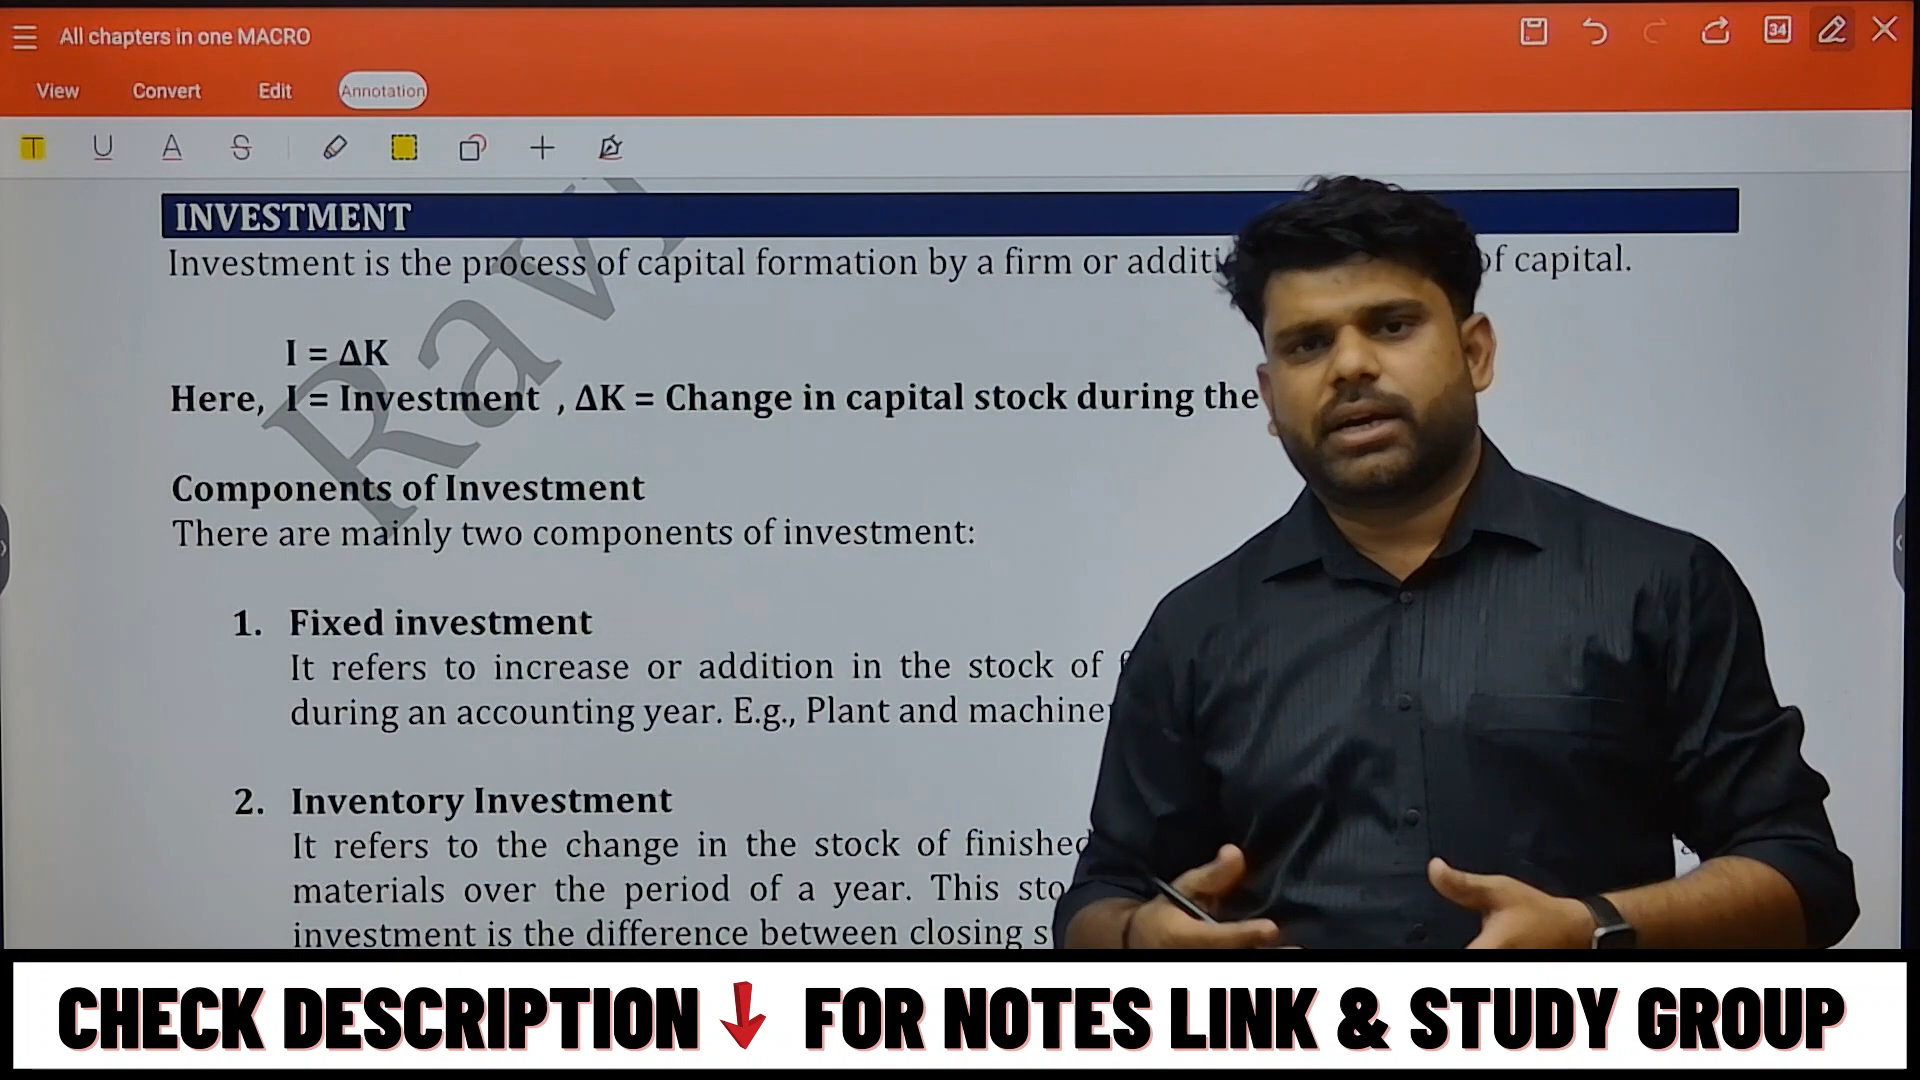 All chapters in one MACRO
34
View Convert Edit Annotation
T U A S
INVESTMENT
Investment is the process of capital formation by a firm or of capital.
I = ΔK
Here, I = Investment , ΔK = Change in capital stock during the
Components of Investment
There are mainly two components of investment:
1. Fixed investment
It refers to increase or addition in the stock of
during an accounting year. E.g., Plant and
2. Inventory Investment
It refers to the change in the stock of finished
materials over the period of a year. This
investment is the difference between closing
Ravi
CHECK DESCRIPTION FOR NOTES LINK & STUDY GROUP